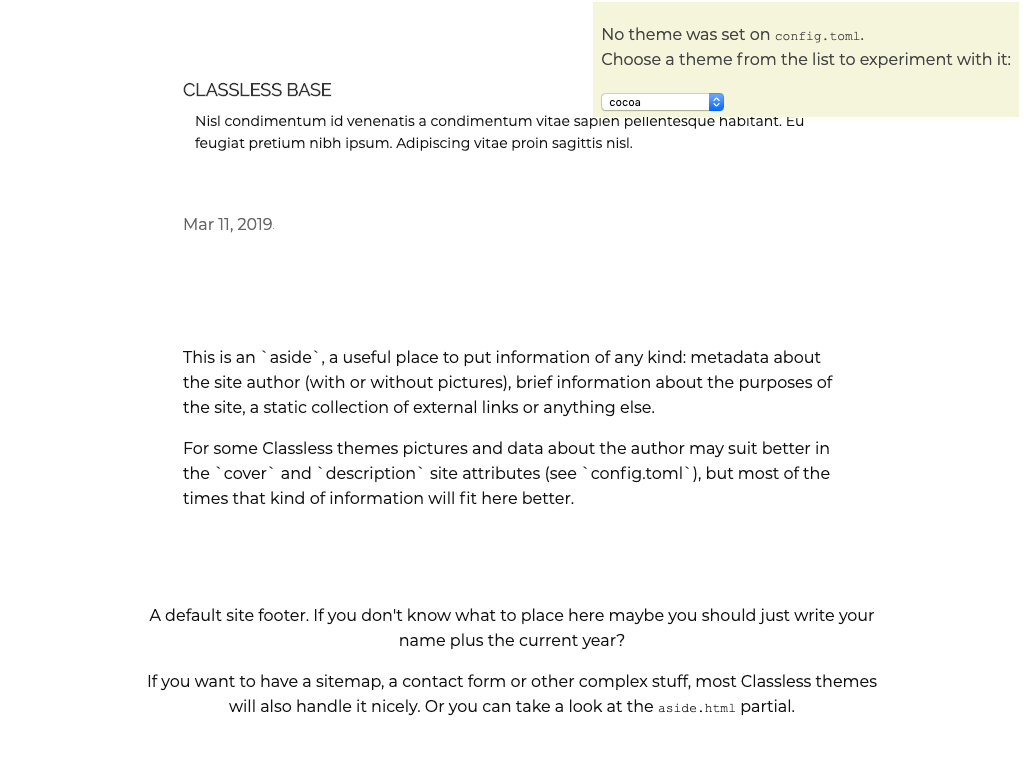 No theme was set on config.toml.
Choose a theme from the list to experiment with it:
cocoa
CLASSLESS BASE
Nisl condimentum id venenatis a condimentum vitae sapien pellentesque habitant. Eu
feugiat pretium nibh ipsum. Adipiscing vitae proin sagittis nisl.
Mar 11, 2019.
This is an `aside`, a useful place to put information of any kind: metadata about
the site author (with or without pictures), brief information about the purposes of
the site, a static collection of external links or anything else.
For some Classless themes pictures and data about the author may suit better in
the `cover` and `description` site attributes (see `config.toml`), but most of the
times that kind of information will fit here better.
A default site footer. If you don't know what to place here maybe you should just write your
name plus the current year?
If you want to have a sitemap, a contact form or other complex stuff, most Classless themes
will also handle it nicely. Or you can take a look at the aside.html partial.